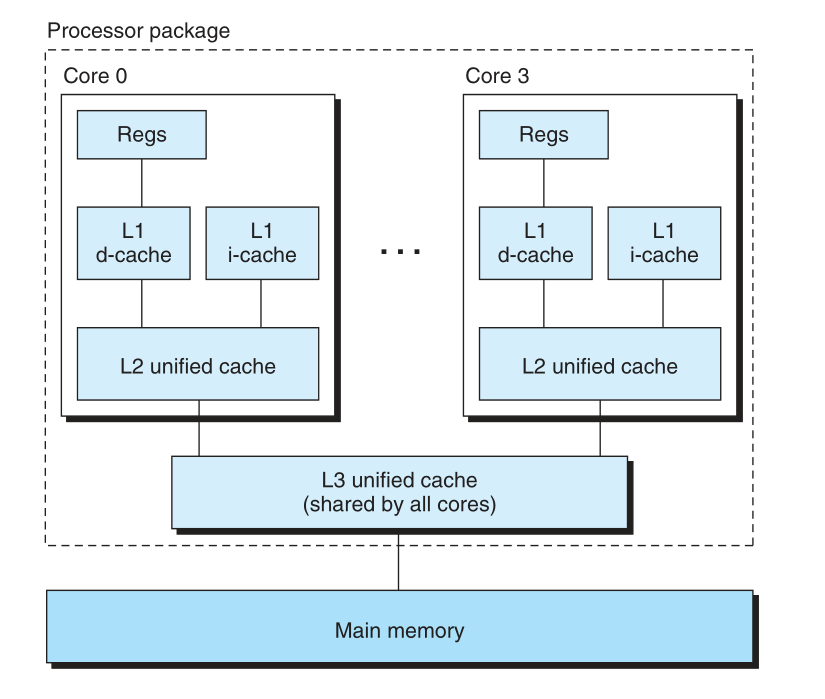 Processor package
Core 0
Regs
L1
d-cache
L1
i-cache
L2 unified cache
...
Core 3
Regs
L1
d-cache
L1
i-cache
L2 unified cache
L3 unified cache
(shared by all cores)
Main memory